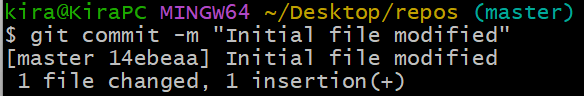 kira@KiraPC MINGW64 ~/Desktop/repos (master)
$ git commit -m "Initial file modified"
[master 14ebeaa] Initial file modified
 1 file changed, 1 insertion(+)